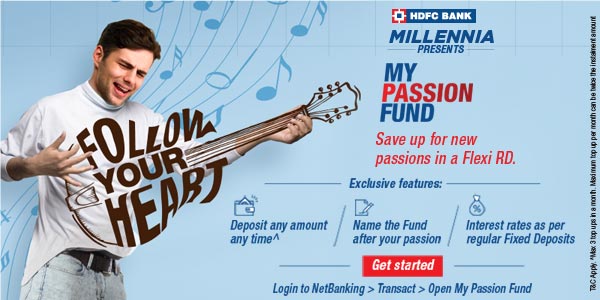 HDFC BANK
MILLENNIA
PRESENTS
MY
PASSION
FUND
Save up for new
passions in a Flexi RD.
FOLLOW
YOUR
HEART
Exclusive features:
Deposit any amount
any time^
Name the Fund
after your passion
%
Interest rates as per
regular Fixed Deposits
Get started
Login to NetBanking > Transact > Open My Passion Fund
T&C Apply. ^Max 3 top ups in a month. Maximum top up per month can be twice the instalment amount